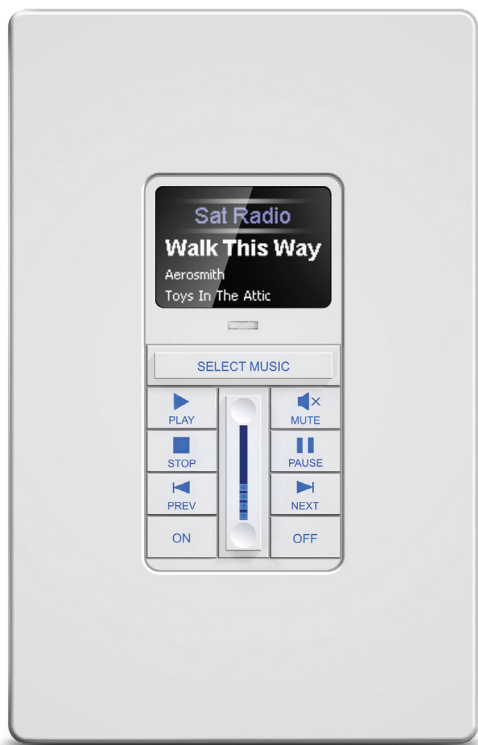 Sat Radio
Walk This Way
Aerosmith
Toys In The Attic
SELECT MUSIC
PLAY
MUTE
STOP
PAUSE
PREV
NEXT
ON
OFF